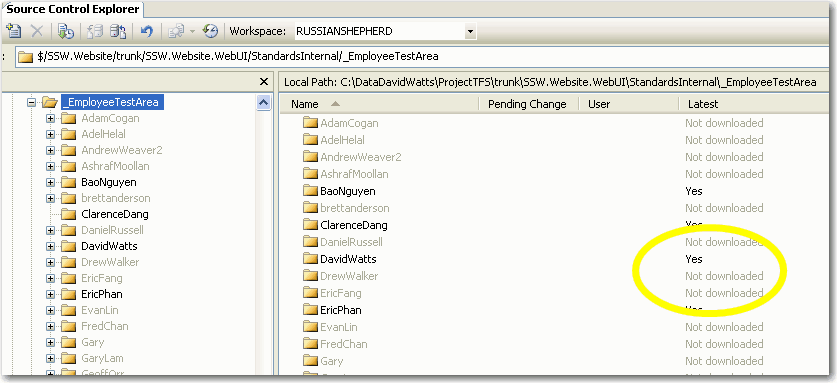 Source Control Explorer
Workspace: RUSSIANSHEPHERD
$/SSW.Website/trunk/SSW.Website.WebUI/StandardsInternal/_EmployeeTestArea
_EmployeeTestArea
AdamCogan
AdelHelal
AndrewWeaver2
AshrafMoollan
BaoNguyen
brettanderson
ClarenceDang
DanielRussell
DavidWatts
DrewWalker
EricFang
EricPhan
EvanLin
FredChan
Gary
GaryLam
GeoffOrr
Local Path: C:\DataDavidWatts\ProjectTFS\trunk\SSW.Website.WebUI\StandardsInternal\_EmployeeTestArea
Name Pending Change User Latest
AdamCogan Not downloaded
AdelHelal Not downloaded
AndrewWeaver2 Not downloaded
AshrafMoollan Not downloaded
BaoNguyen Yes
brettanderson Not downloaded
ClarenceDang Yes
DanielRussell Not downloaded
DavidWatts Yes
DrewWalker Not downloaded
EricFang Not downloaded
EricPhan Yes
EvanLin Not downloaded
FredChan Not downloaded
Gary Not downloaded